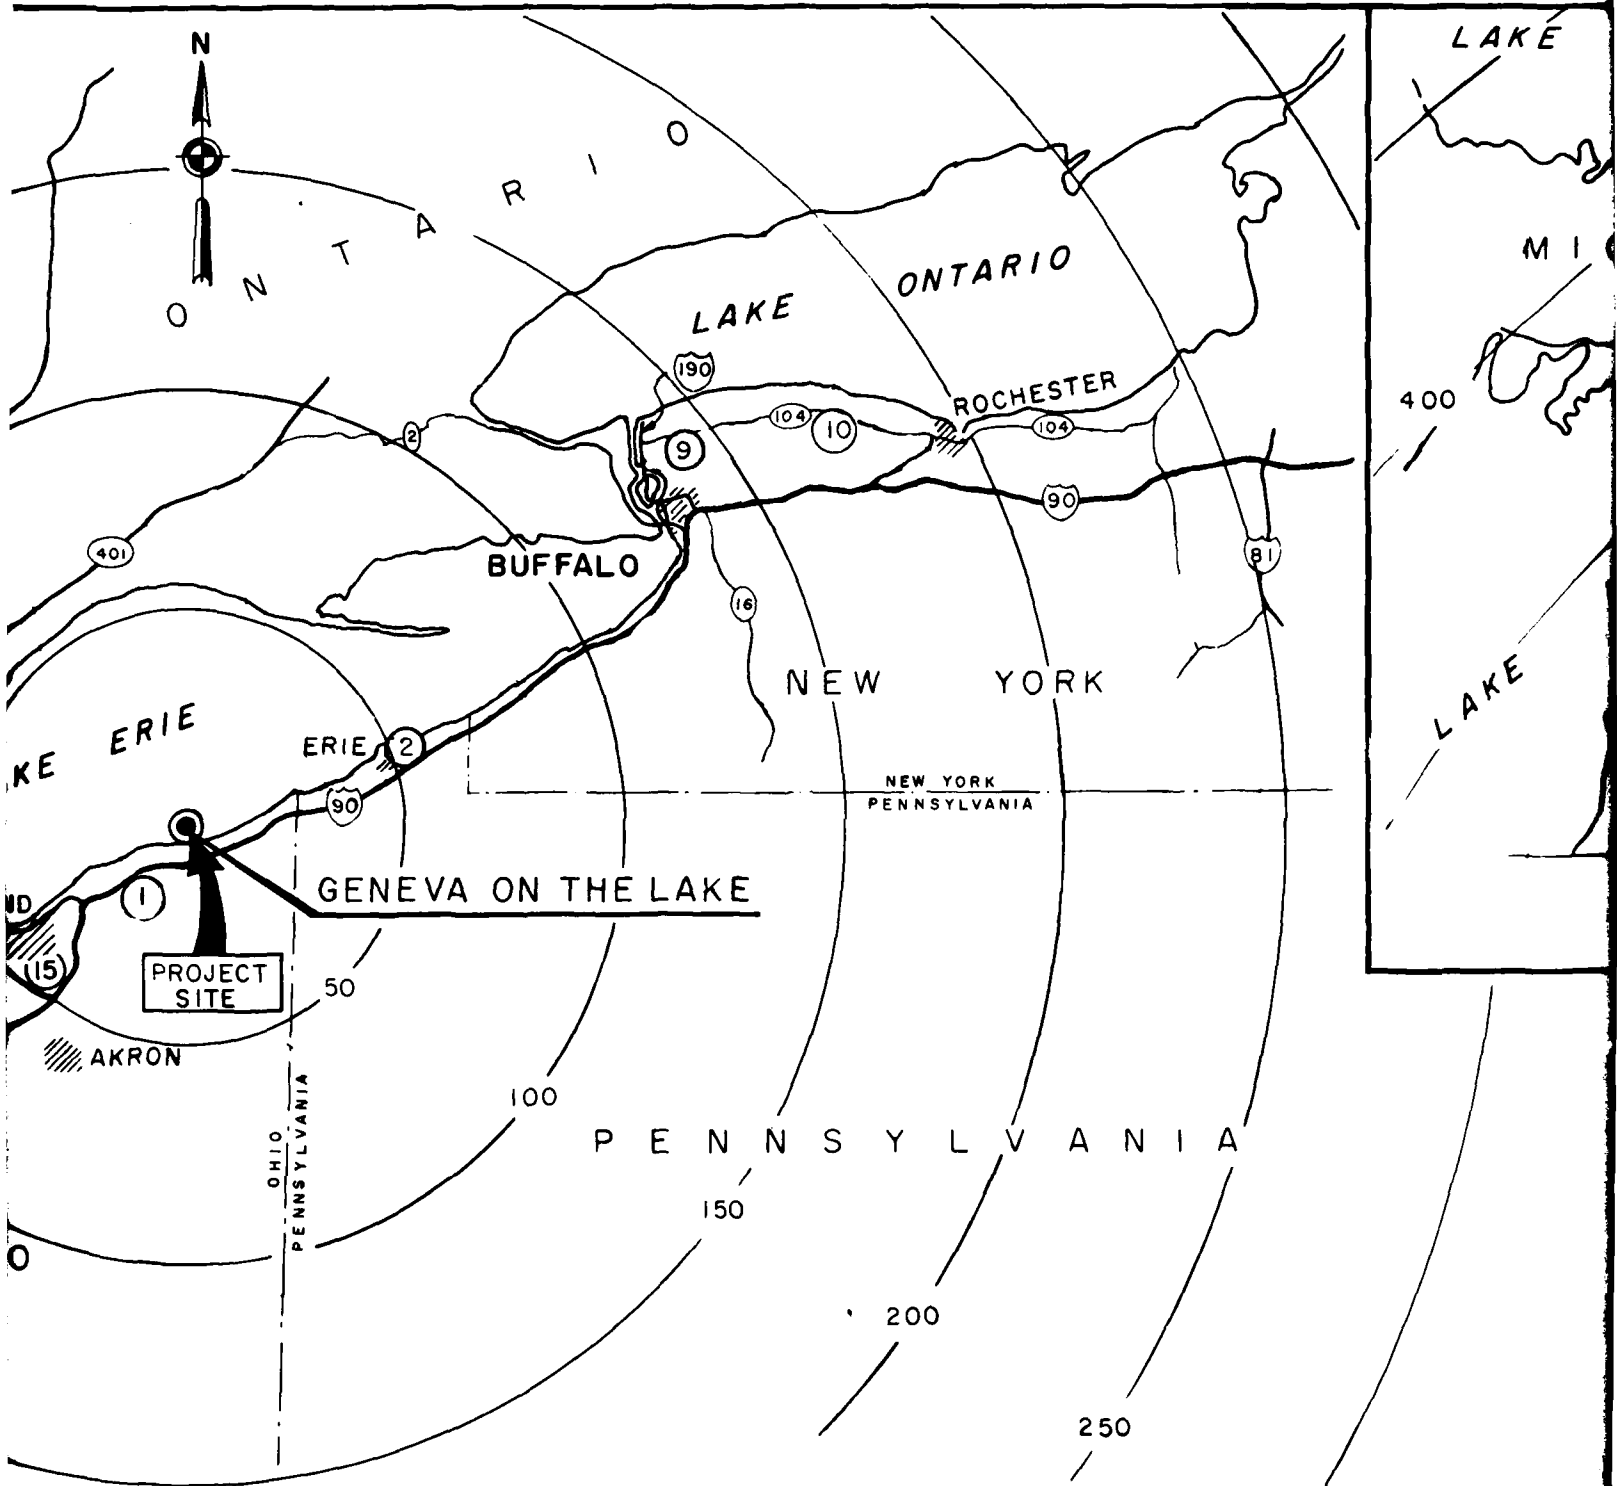 N
LAKE
ONTARIO
MI
LAKE ONTARIO
190
400
ROCHESTER
2
104
10
104
9
90
401
81
BUFFALO
16
NEW YORK
LAKE
KE ERIE
ERIE
2
NEW YORK
PENNSYLVANIA
90
GENEVA ON THE LAKE
1
ND
15
PROJECT
SITE
50
AKRON
100
OHIO
PENNSYLVANIA
PENNSYLVANIA
150
O
200
250